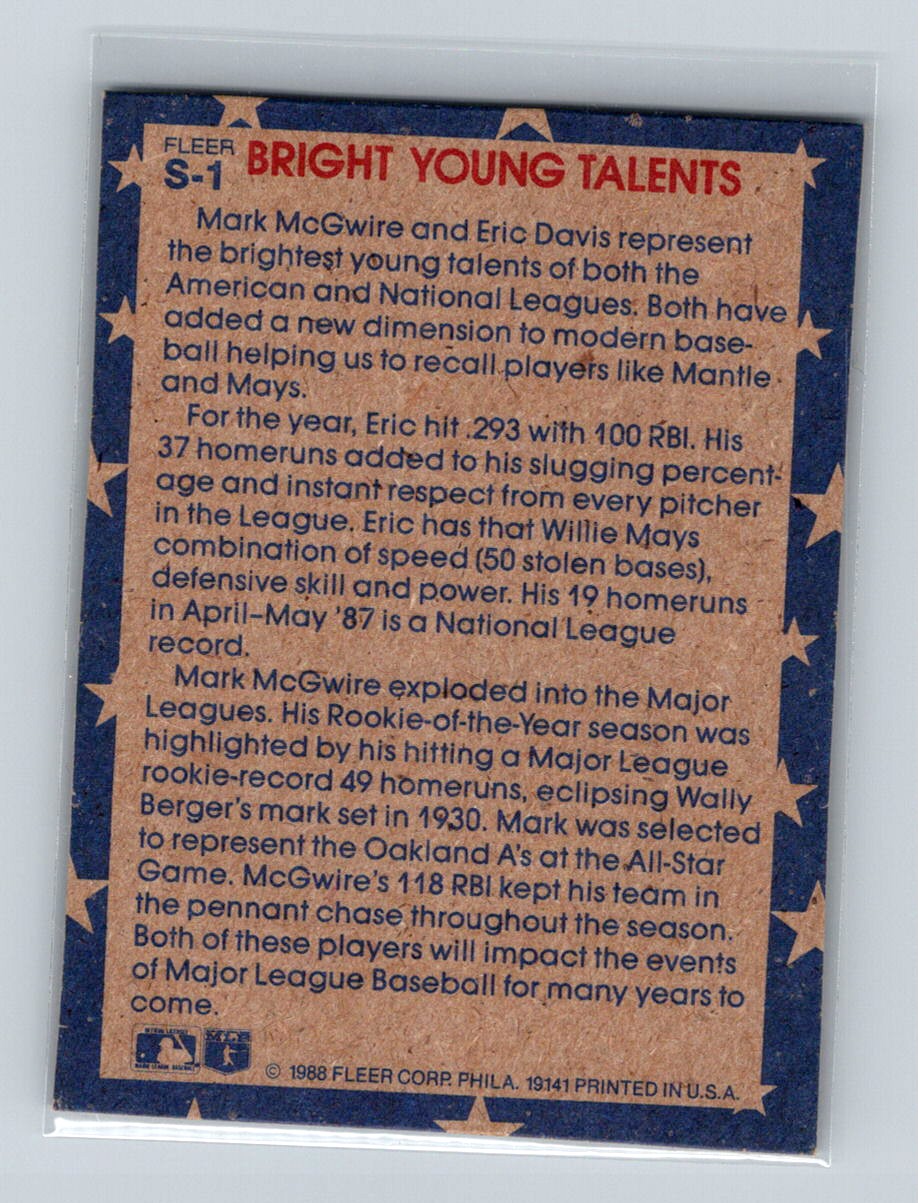 FLEER
S-1
BRIGHT YOUNG TALENTS
Mark McGwire and Eric Davis represent
the brightest young talents of both the
American and National Leagues. Both have
added a new dimension to modern base-
ball helping us to recall players like Mantle
and Mays.
For the year, Eric hit .293 with 100 RBI. His
37 homeruns added to his slugging percent-
age and instant respect from every pitcher
in the League. Eric has that Willie Mays
combination of speed (50 stolen bases),
defensive skill and power. His 19 homeruns
in April–May '87 is a National League
record.
Mark McGwire exploded into the Major
Leagues. His Rookie-of-the-Year season was
highlighted by his hitting a Major League
rookie-record 49 homeruns, eclipsing Wally
Berger's mark set in 1930. Mark was selected
to represent the Oakland A's at the All-Star
Game. McGwire's 118 RBI kept his team in
the pennant chase throughout the season.
Both of these players will impact the events
of Major League Baseball for many years to
come.
© 1988 FLEER CORP. PHILA. 19141 PRINTED IN U.S.A.